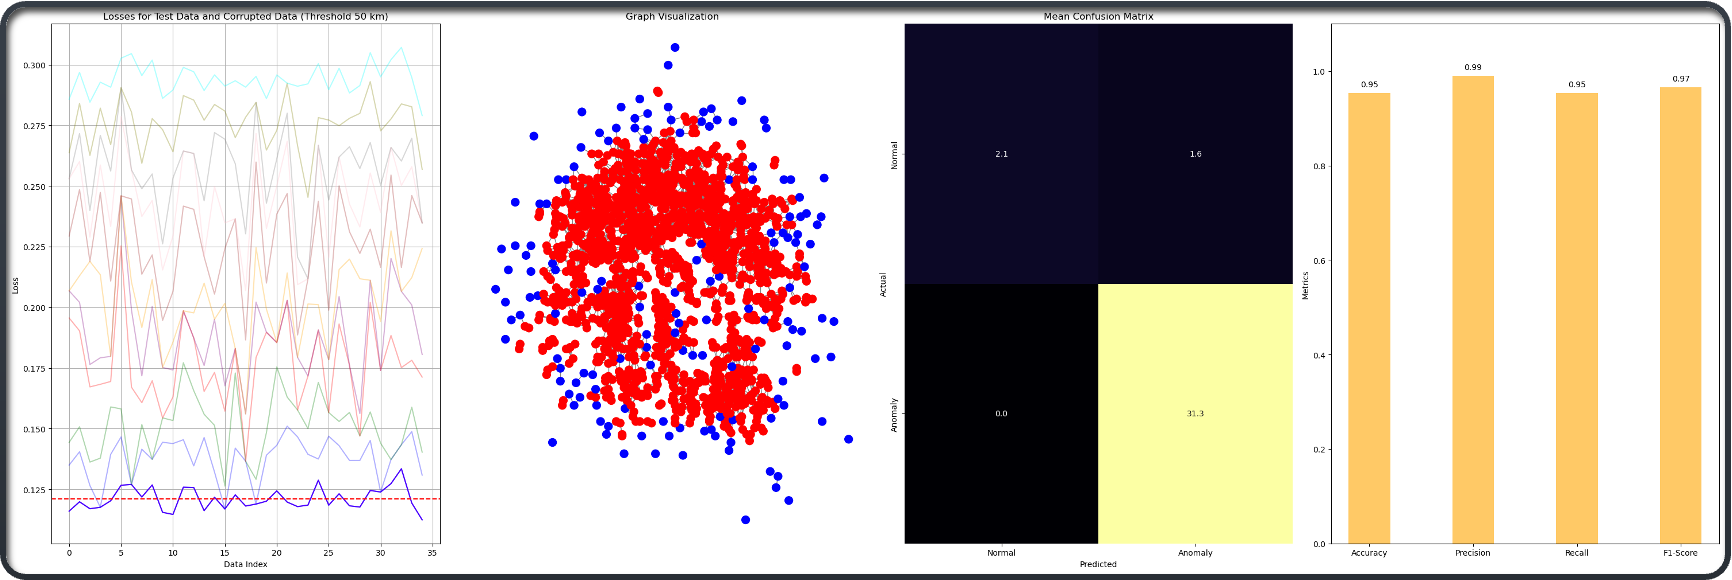 Losses for Test Data and Corrupted Data (Threshold 50 km)
Loss
0.300
0.275
0.250
0.225
0.200
0.175
0.150
0.125
0 5 10 15 20 25 30 35
Data Index
Graph Visualization
Mean Confusion Matrix
Actual
Normal
Anomaly
2.1 1.6
0.0 31.3
Normal Anomaly
Predicted
Metrics
1.0
0.8
0.6
0.4
0.2
0.0
0.95 0.99 0.95 0.97
Accuracy Precision Recall F1-Score